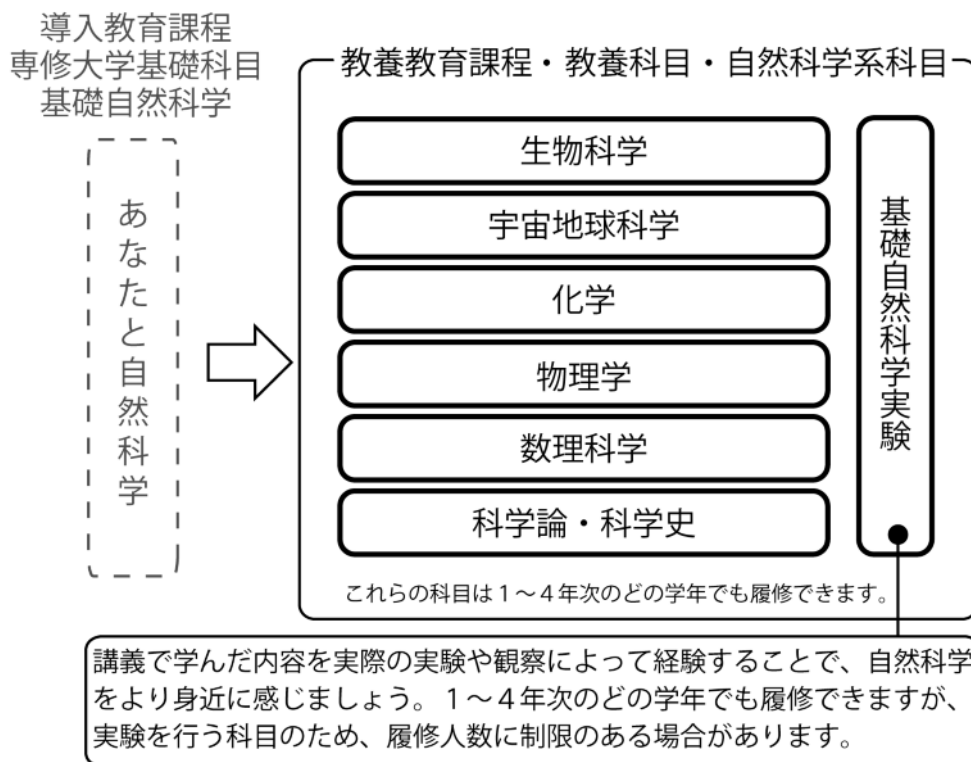 導入教育課程
専修大学基礎科目
基礎自然科学
あなたと自然科学
教養教育課程・教養科目・自然科学系科目
生物科学
宇宙地球科学
化学
物理学
数理科学
科学論・科学史
基礎自然科学実験
これらの科目は１～４年次のどの学年でも履修できます。
講義で学んだ内容を実際の実験や観察によって経験することで、自然科学
をより身近に感じましょう。１～４年次のどの学年でも履修できますが、
実験を行う科目のため、履修人数に制限のある場合があります。